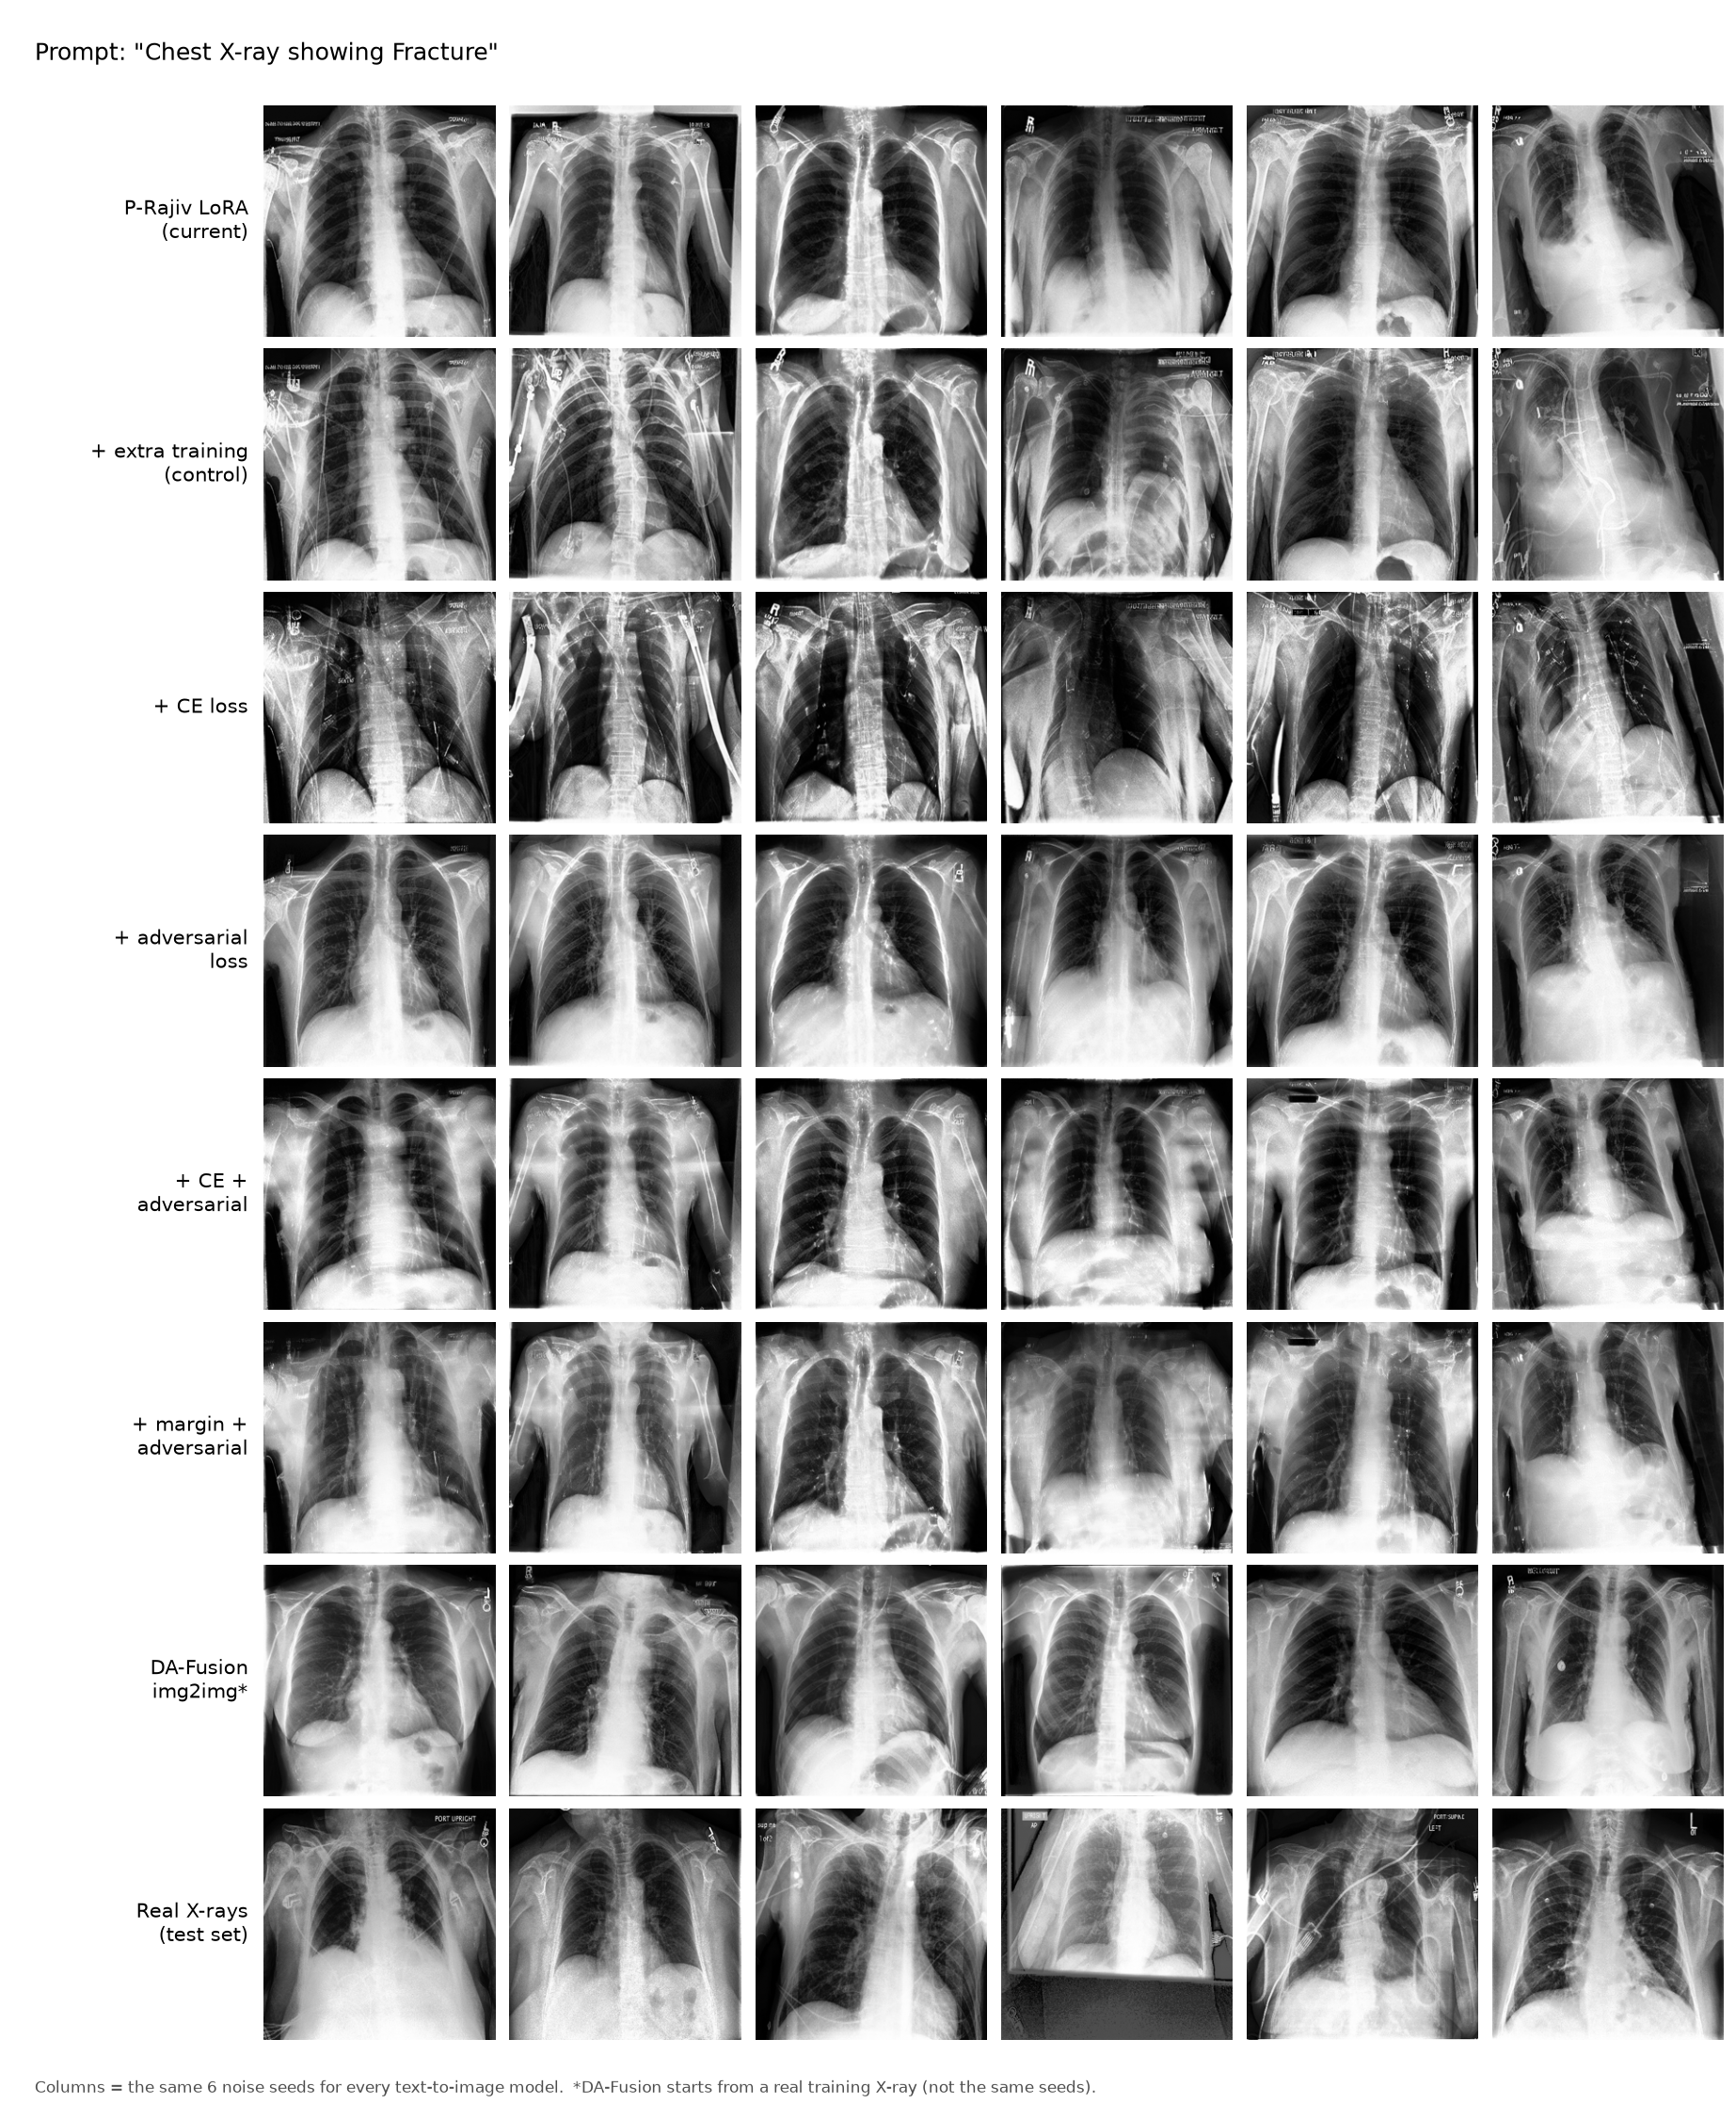 Prompt: "Chest X-ray showing Fracture"
P-Rajiv LoRA
(current)
+ extra training
(control)
+ CE loss
+ adversarial
loss
+ CE +
adversarial
+ margin +
adversarial
DA-Fusion
img2img*
Real X-rays
(test set)
PORT UPRIGHT
AP
LEFT
L
Columns = the same 6 noise seeds for every text-to-image model.  *DA-Fusion starts from a real training X-ray (not the same seeds).